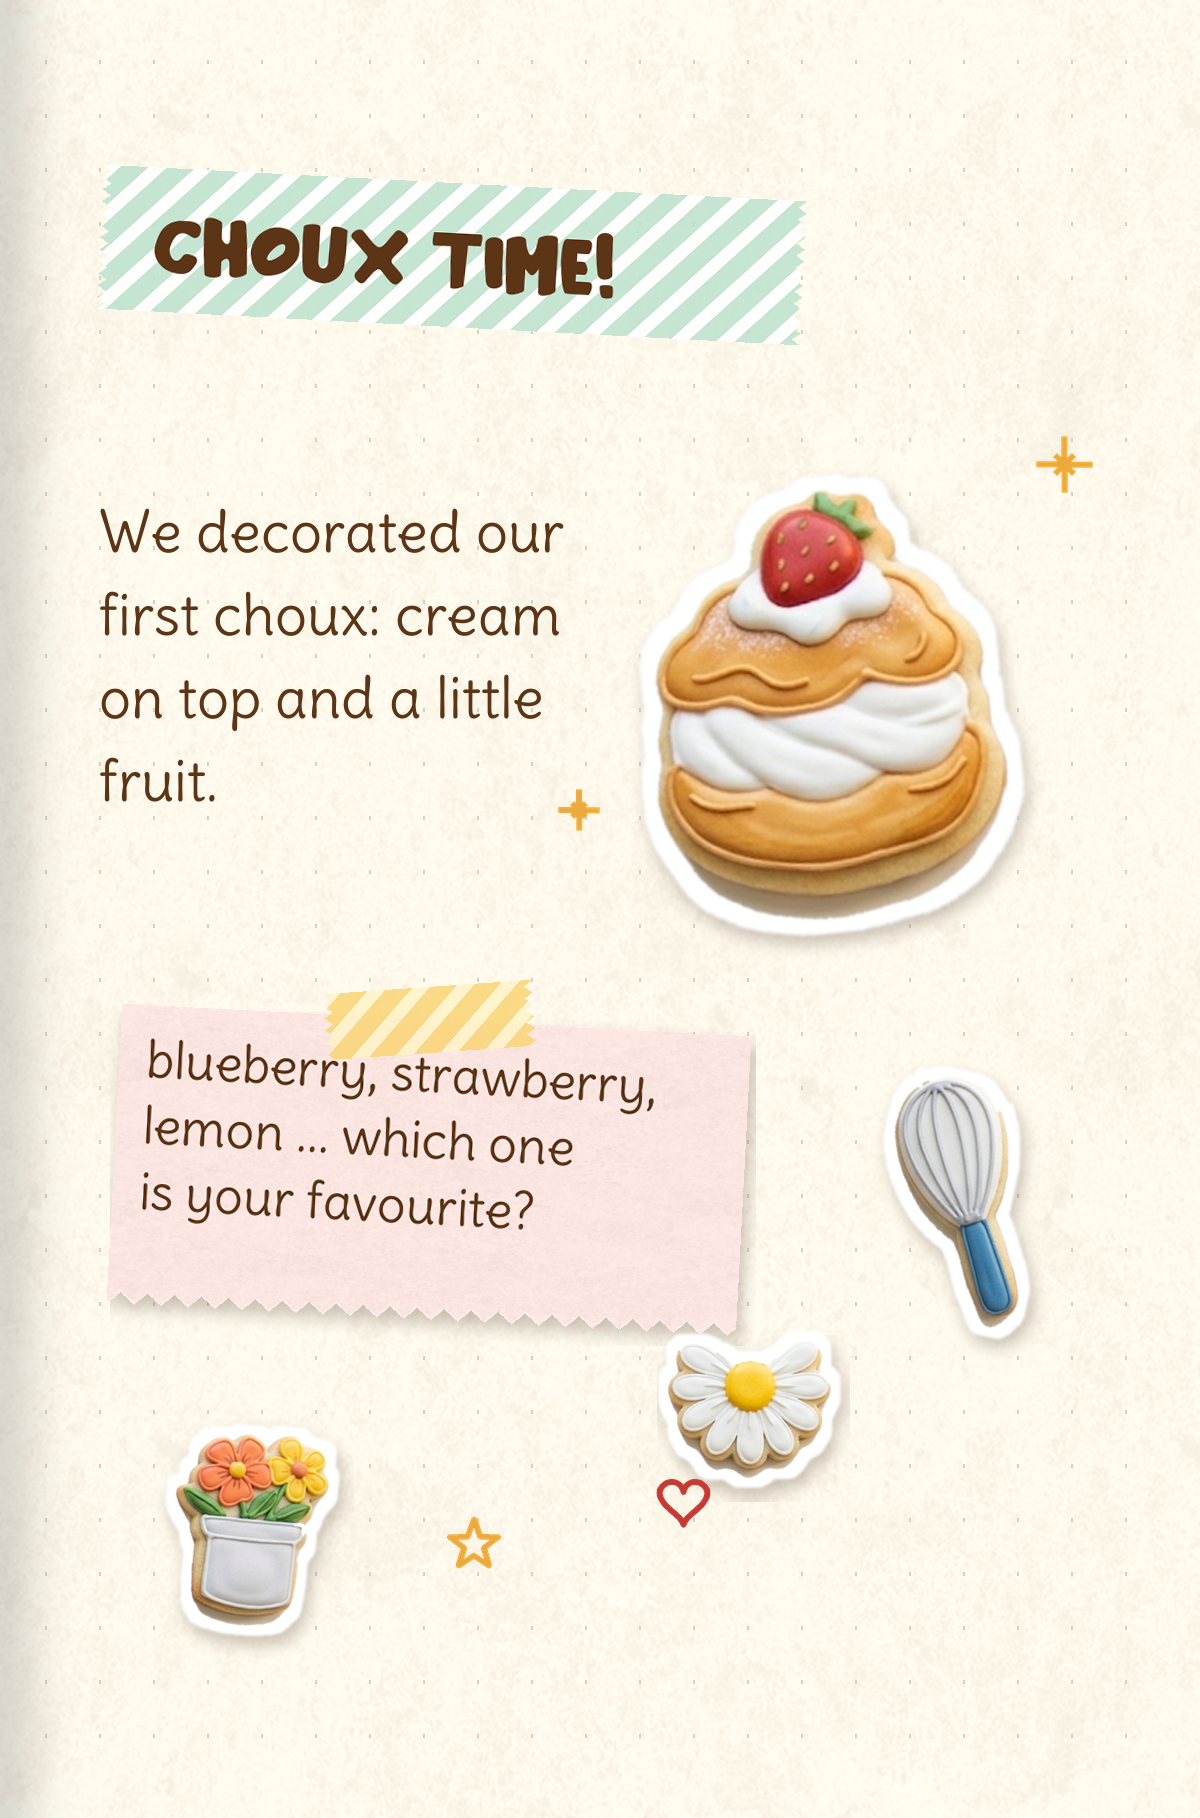 CHOUX TIME!
We decorated our
first choux: cream
on top and a little
fruit.
blueberry, strawberry,
lemon ... which one
is your favourite?